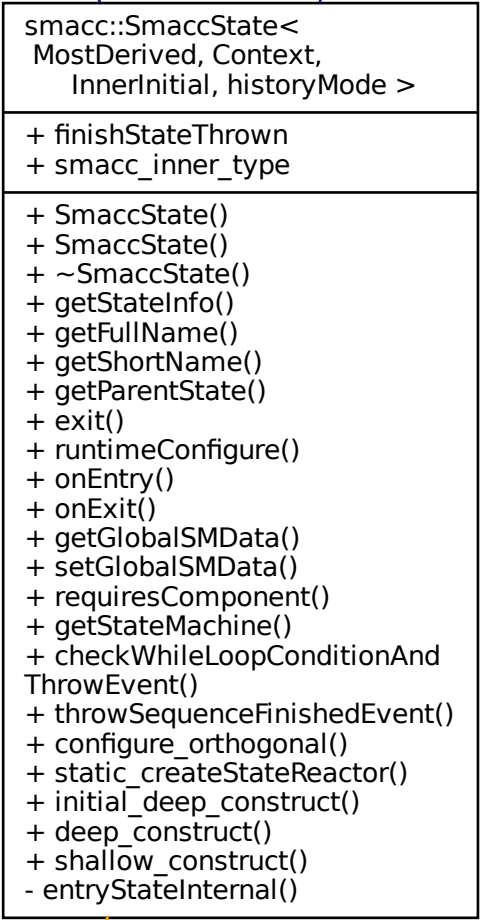 smacc::SmaccState<
MostDerived, Context,
InnerInitial, historyMode >
+ finishStateThrown
+ smacc_inner_type
+ SmaccState()
+ SmaccState()
+ ~SmaccState()
+ getStateInfo()
+ getFullName()
+ getShortName()
+ getParentState()
+ exit()
+ runtimeConfigure()
+ onEntry()
+ onExit()
+ getGlobalSMData()
+ setGlobalSMData()
+ requiresComponent()
+ getStateMachine()
+ checkWhileLoopConditionAnd
ThrowEvent()
+ throwSequenceFinishedEvent()
+ configure_orthogonal()
+ static_createStateReactor()
+ initial_deep_construct()
+ deep_construct()
+ shallow_construct()
- entryStateInternal()